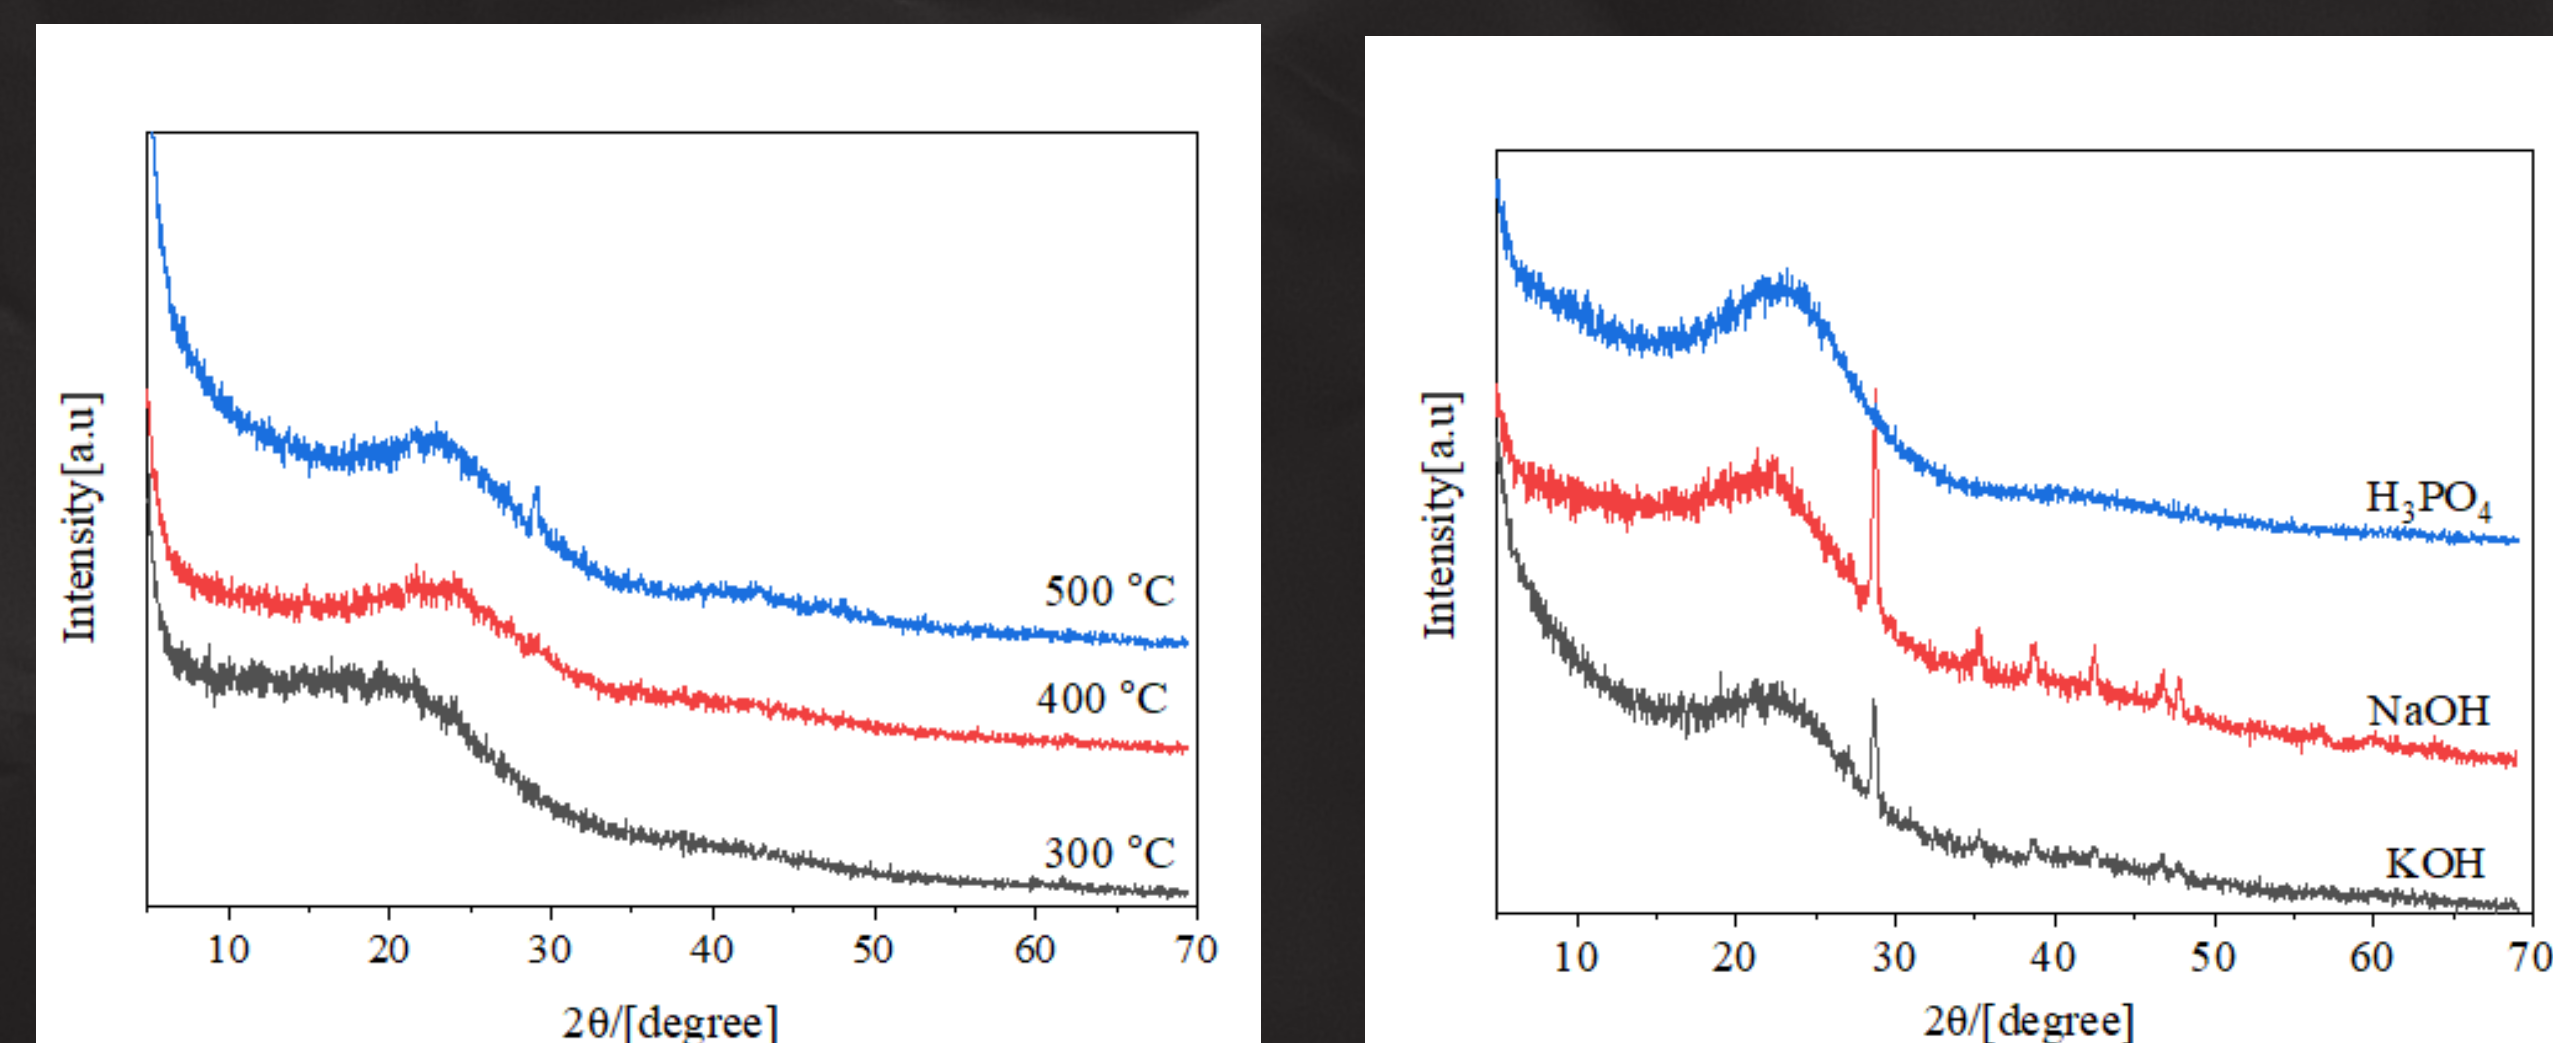 Intensity[a.u]
500 °C
400 °C
300 °C
10 20 30 40 50 60 70
2θ/[degree]
Intensity[a.u]
H₃PO₄
NaOH
KOH
10 20 30 40 50 60 70
2θ/[degree]